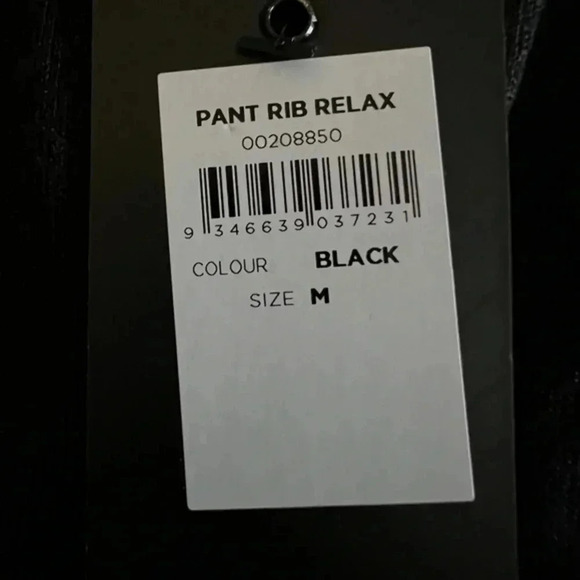 PANT RIB RELAX
00208850
9 346639 037231
COLOUR BLACK
SIZE M